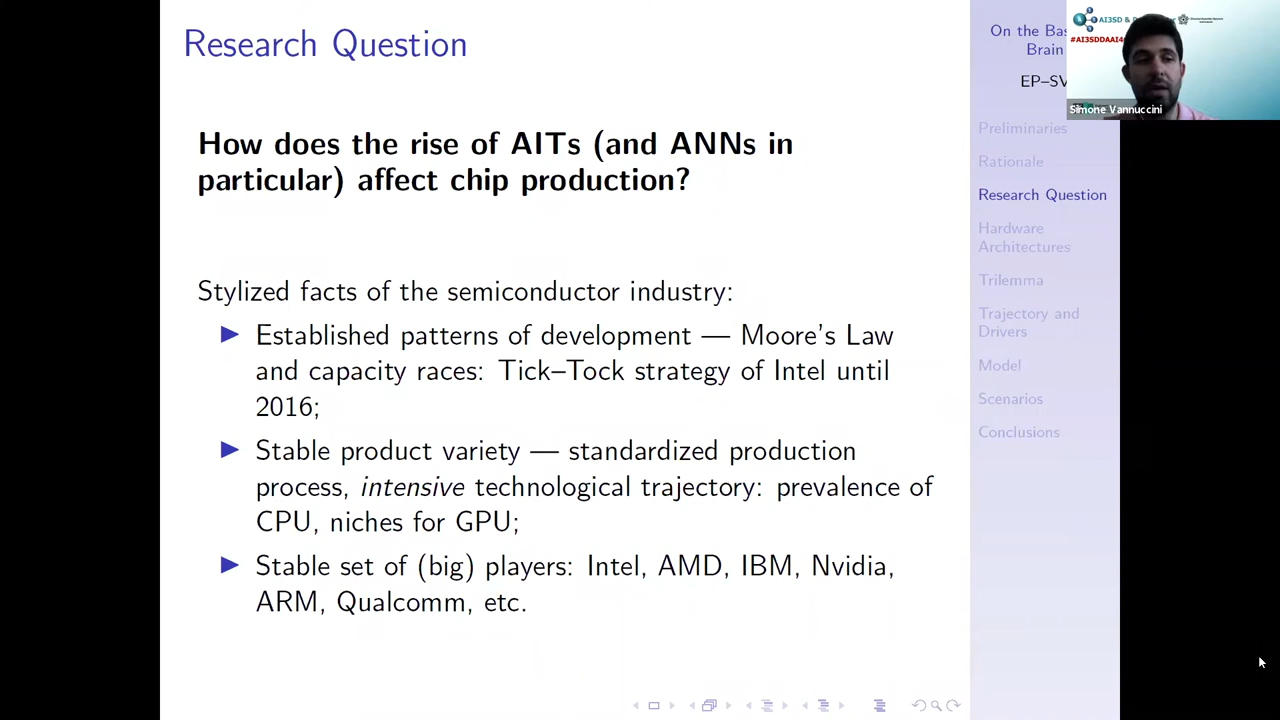 Research Question
How does the rise of AITs (and ANNs in
particular) affect chip production?
Stylized facts of the semiconductor industry:
Established patterns of development — Moore's Law
and capacity races: Tick–Tock strategy of Intel until
2016;
Stable product variety — standardized production
process, intensive technological trajectory: prevalence of
CPU, niches for GPU;
Stable set of (big) players: Intel, AMD, IBM, Nvidia,
ARM, Qualcomm, etc.
On the Bas
Brain
EP–SV
Preliminaries
Rationale
Research Question
Hardware
Architectures
Trilemma
Trajectory and
Drivers
Model
Scenarios
Conclusions
AI3SD &
#AI3SDDAAI4
Simone Vannuccini